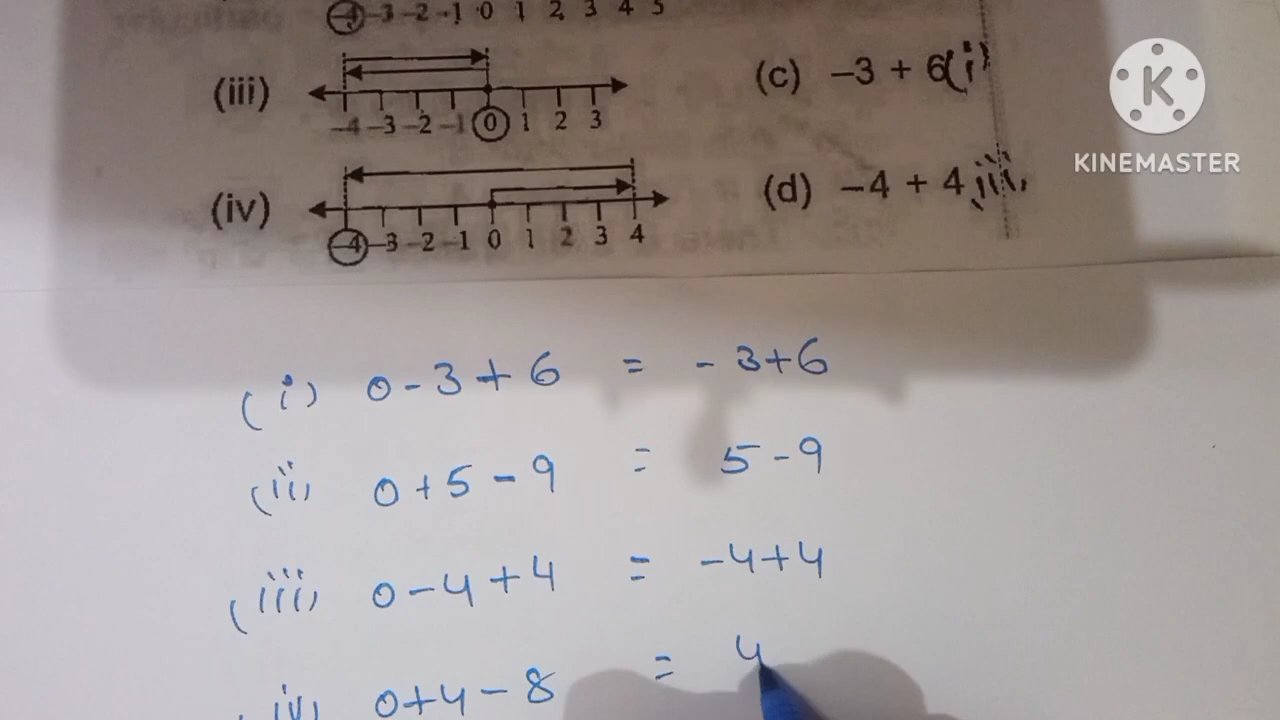 -4 -3 -2 -1 0 1 2 3 4 5
(iii) -4 -3 -2 -1 0 1 2 3 (c) −3 + 6 (i)
(iv) -4 -3 -2 -1 0 1 2 3 4 (d) −4 + 4 (iii)
K
KINEMASTER
(i) 0 - 3 + 6 = - 3 + 6
(ii) 0 + 5 - 9 = 5 - 9
(iii) 0 - 4 + 4 = - 4 + 4
(iv) 0 + 4 - 8 = 4